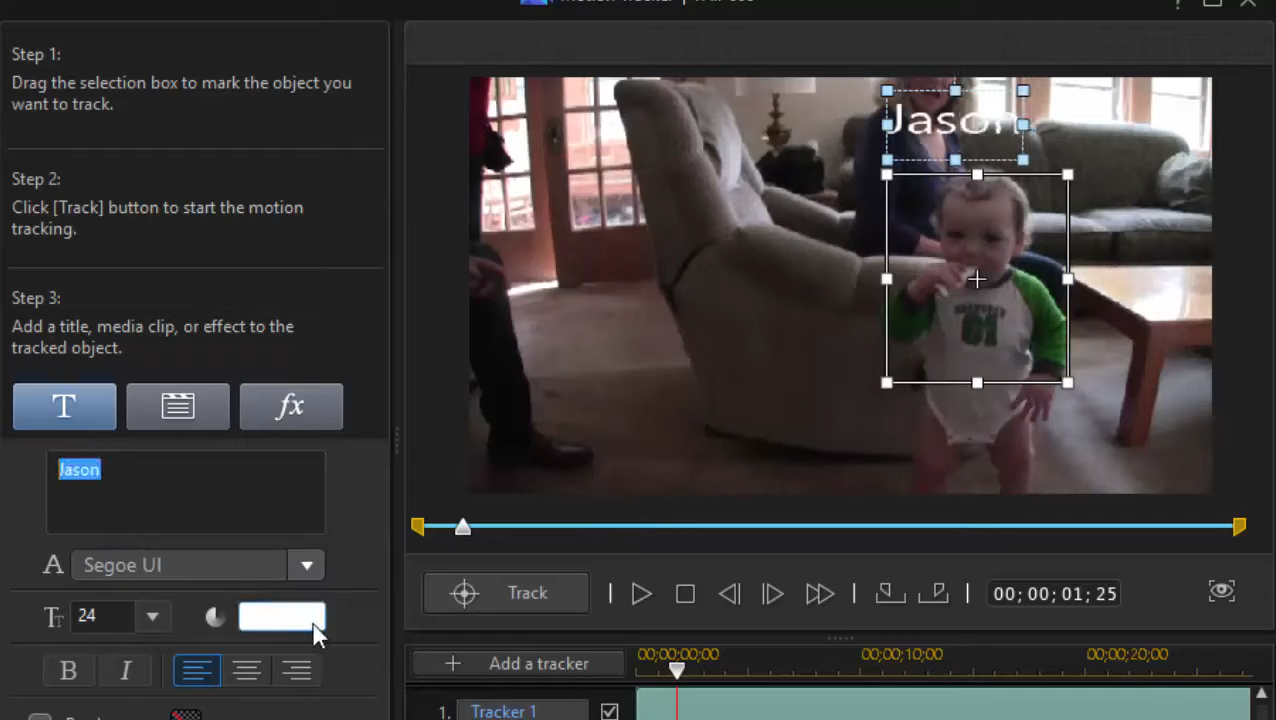 Step 1:
Drag the selection box to mark the object you
want to track.
Step 2:
Click [Track] button to start the motion
tracking.
Step 3:
Add a title, media clip, or effect to the
tracked object.
T
fx
Jason
A Segoe UI
TT 24
B I
Jason
01
Track
00; 00; 01; 25
+ Add a tracker
00;00;00;00 00;00;10;00 00;00;20;00
1. Tracker 1